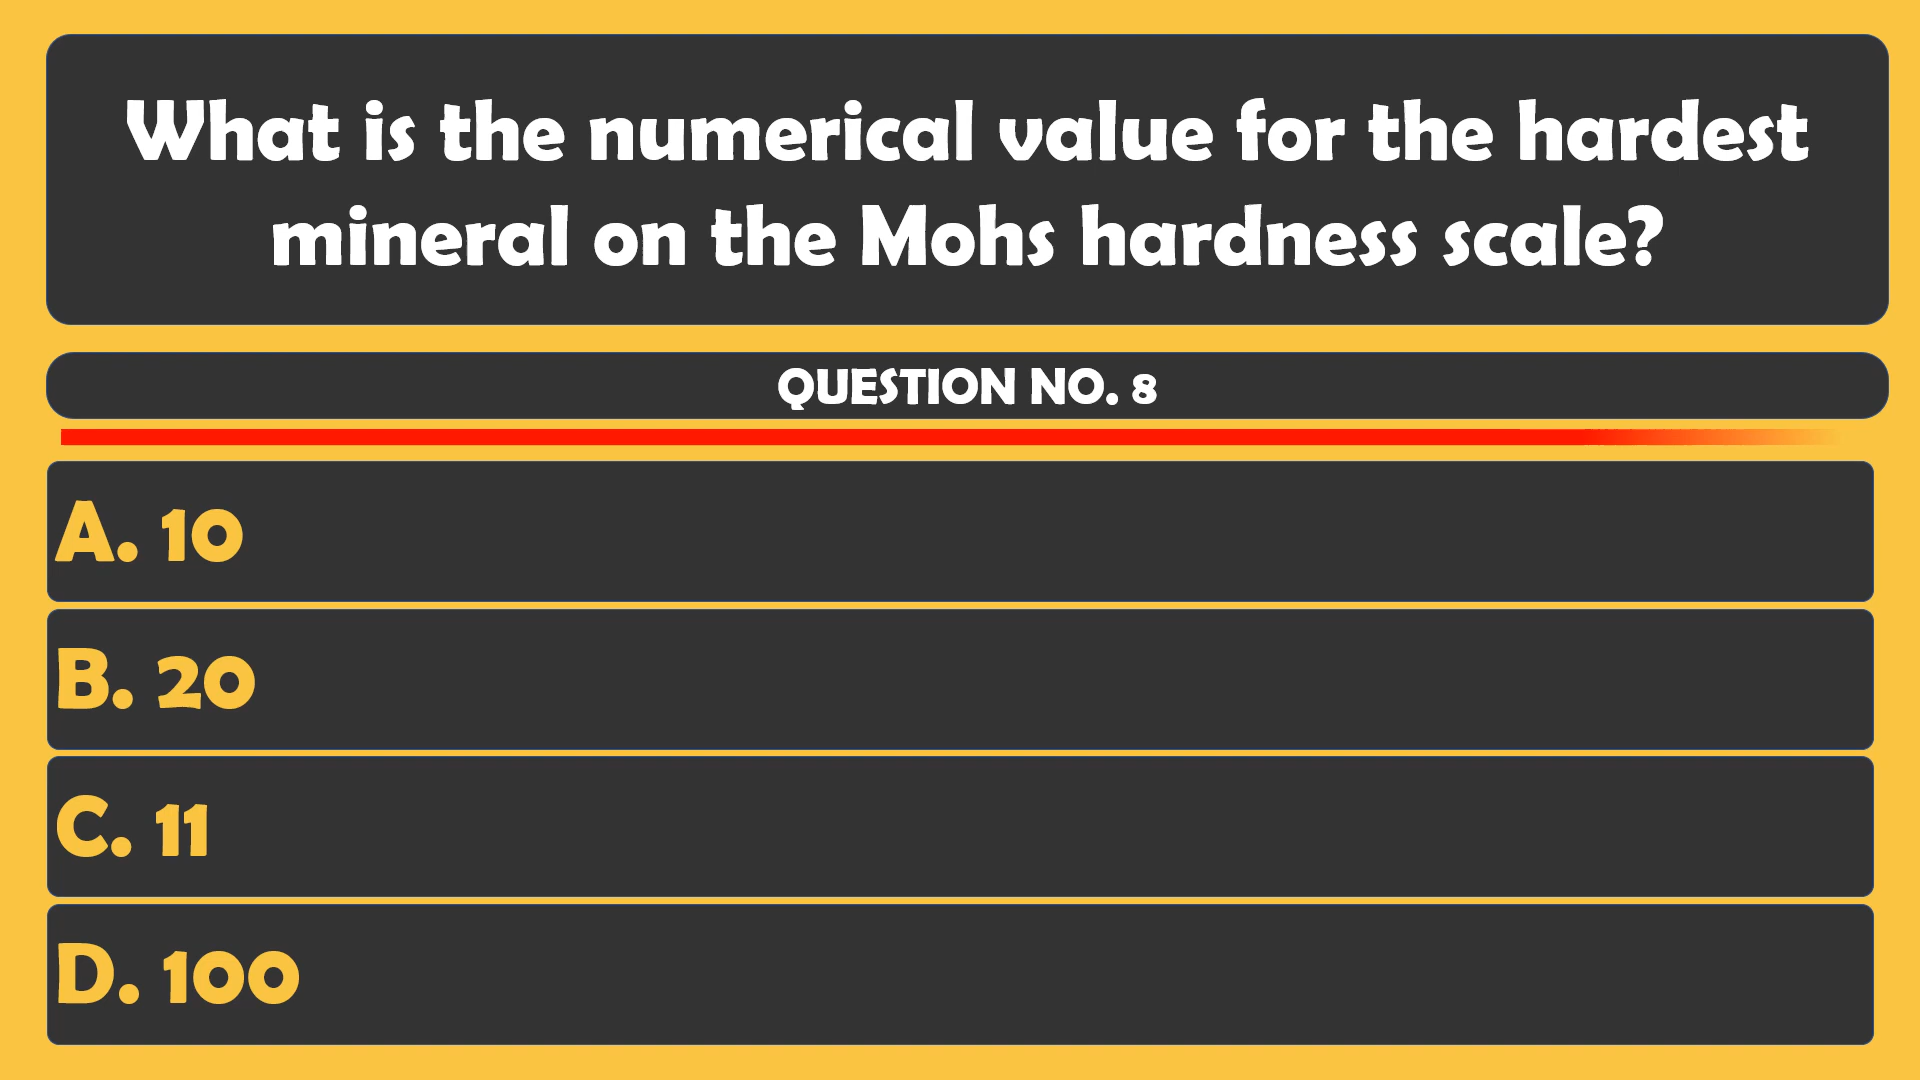 What is the numerical value for the hardest
mineral on the Mohs hardness scale?
QUESTION NO. 8
A. 10
B. 20
C. 11
D. 100